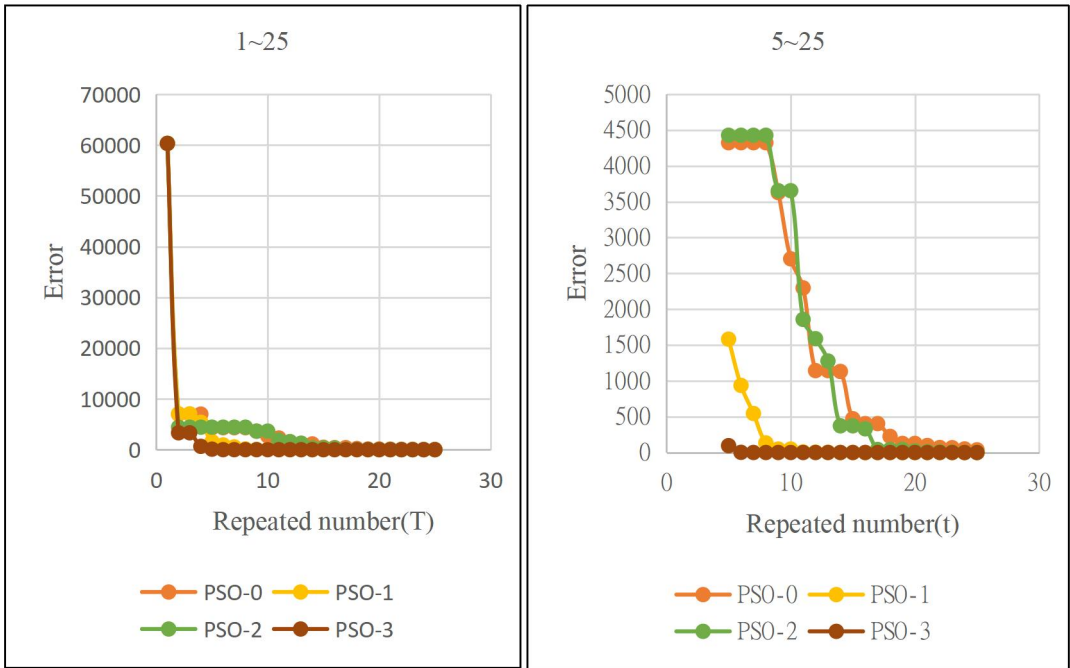 1~25
70000
60000
50000
40000
30000
20000
10000
0
Error
0 10 20 30
Repeated number(T)
PSO-0 PSO-1
PSO-2 PSO-3
5~25
5000
4500
4000
3500
3000
2500
2000
1500
1000
500
0
Error
0 10 20 30
Repeated number(t)
PSO-0 PSO-1
PSO-2 PSO-3